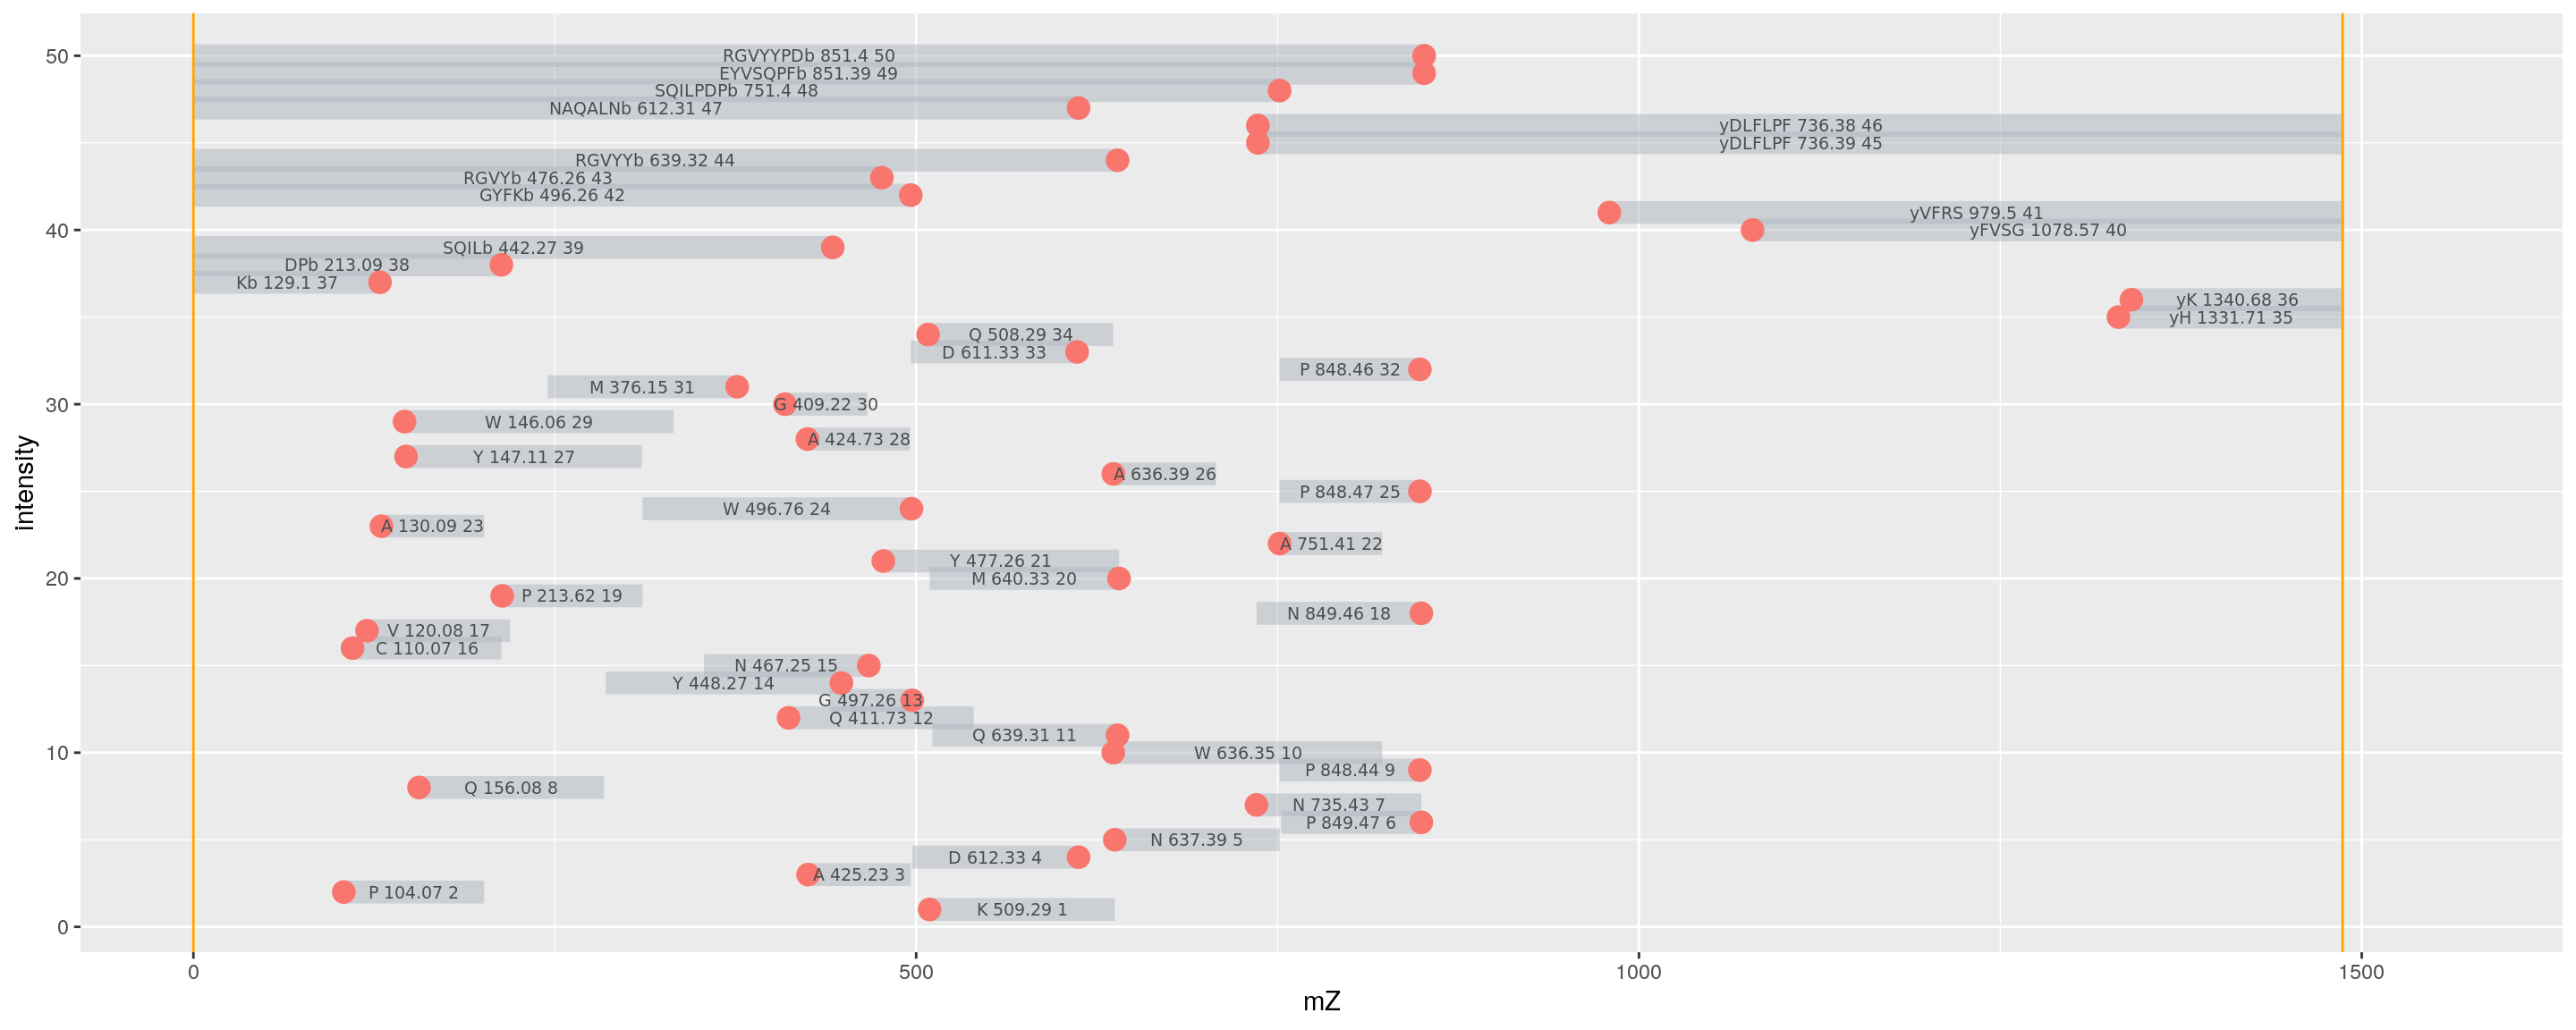 50
RGVYYPDb 851.4 50
EYVSQPFb 851.39 49
SQILPDPb 751.4 48
NAQALNb 612.31 47
yDLFLPF 736.38 46
yDLFLPF 736.39 45
RGVYYb 639.32 44
RGVYb 476.26 43
GYFKb 496.26 42
yVFRS 979.5 41
40
yFVSG 1078.57 40
SQILb 442.27 39
DPb 213.09 38
Kb 129.1 37
yK 1340.68 36
yH 1331.71 35
Q 508.29 34
D 611.33 33
P 848.46 32
M 376.15 31
30
G 409.22 30
W 146.06 29
A 424.73 28
Y 147.11 27
A 636.39 26
P 848.47 25
W 496.76 24
A 130.09 23
A 751.41 22
Y 477.26 21
20
M 640.33 20
P 213.62 19
N 849.46 18
V 120.08 17
C 110.07 16
N 467.25 15
Y 448.27 14
G 497.26 13
Q 411.73 12
Q 639.31 11
10
W 636.35 10
P 848.44 9
Q 156.08 8
N 735.43 7
P 849.47 6
N 637.39 5
D 612.33 4
A 425.23 3
P 104.07 2
K 509.29 1
0
intensity
0 500 1000 1500
mZ